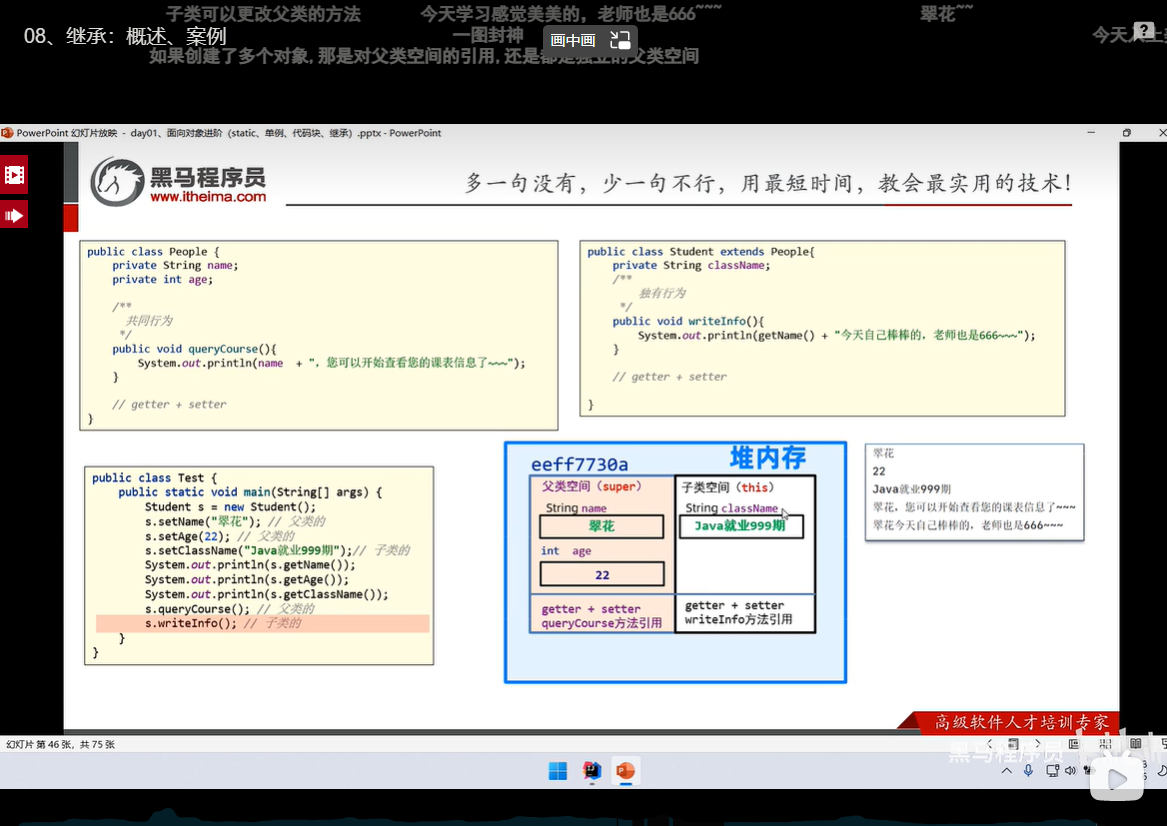 子类可以更改父类的方法 今天学习感觉美美的，老师也是666~~~ 翠花~~
08、继承：概述、案例 一图封神 画中画
如果创建了多个对象,那是对父类空间的引用,还是都是独立的父类空间
PowerPoint 幻灯片放映 - day01、面向对象进阶（static、单例、代码块、继承）.pptx - PowerPoint
黑马程序员
www.itheima.com
多一句没有，少一句不行，用最短时间，教会最实用的技术！
public class People {
private String name;
private int age;
/**
共同行为
*/
public void queryCourse(){
System.out.println(name + "，您可以开始查看您的课表信息了~~~");
}
// getter + setter
}
public class Student extends People{
private String className;
/**
独有行为
*/
public void writeInfo(){
System.out.println(getName() + "今天自己棒棒的，老师也是666~~~");
}
// getter + setter
}
public class Test {
public static void main(String[] args) {
Student s = new Student();
s.setName("翠花"); // 父类的
s.setAge(22); // 父类的
s.setClassName("Java就业999期");// 子类的
System.out.println(s.getName());
System.out.println(s.getAge());
System.out.println(s.getClassName());
s.queryCourse(); // 父类的
s.writeInfo(); // 子类的
}
}
堆内存
eeff7730a
父类空间（super）
String name
翠花
int age
22
getter + setter
queryCourse方法引用
子类空间（this）
String className
Java就业999期
getter + setter
writeInfo方法引用
翠花
22
Java就业999期
翠花，您可以开始查看您的课表信息了~~~
翠花今天自己棒棒的，老师也是666~~~
高级软件人才培训专家
幻灯片 第 46 张，共 75 张
黑马程序员